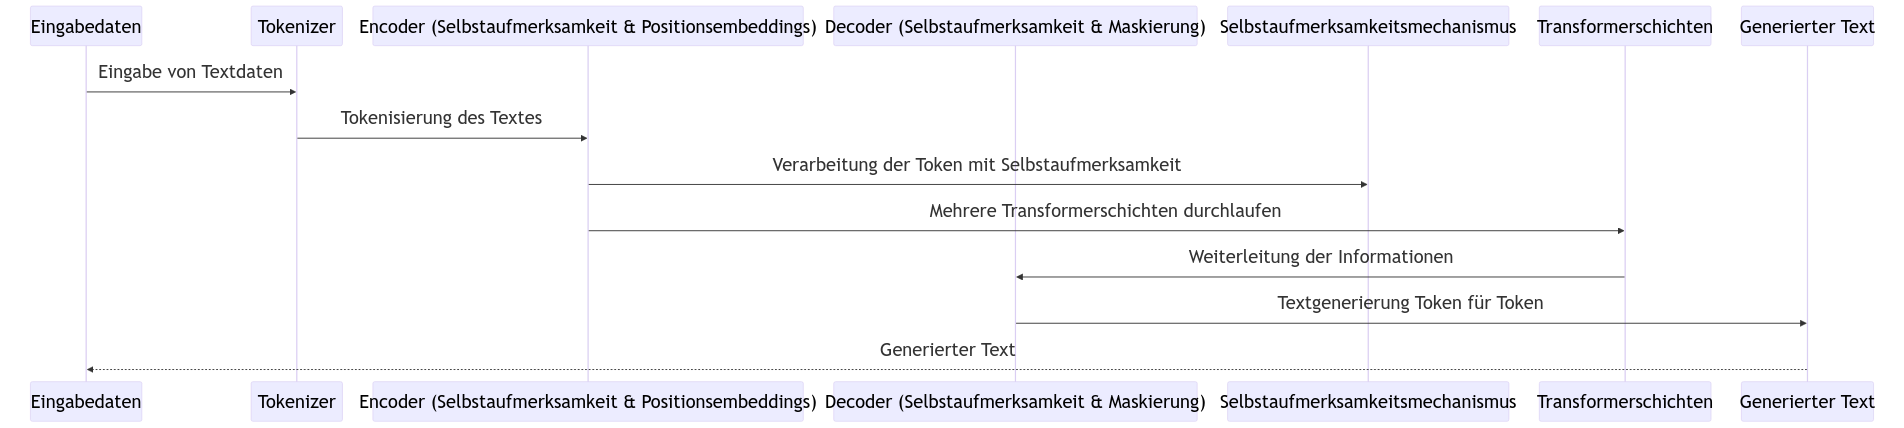 Eingabedaten
Tokenizer
Encoder (Selbstaufmerksamkeit & Positionsembeddings)
Decoder (Selbstaufmerksamkeit & Maskierung)
Selbstaufmerksamkeitsmechanismus
Transformerschichten
Generierter Text
Eingabe von Textdaten
Tokenisierung des Textes
Verarbeitung der Token mit Selbstaufmerksamkeit
Mehrere Transformerschichten durchlaufen
Weiterleitung der Informationen
Textgenerierung Token für Token
Generierter Text
Eingabedaten
Tokenizer
Encoder (Selbstaufmerksamkeit & Positionsembeddings)
Decoder (Selbstaufmerksamkeit & Maskierung)
Selbstaufmerksamkeitsmechanismus
Transformerschichten
Generierter Text